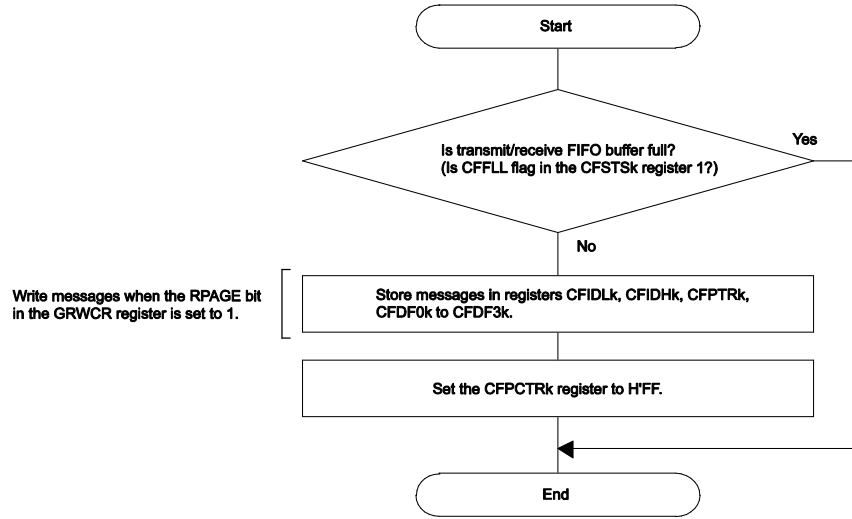 Start
Is transmit/receive FIFO buffer full?
(Is CFFLL flag in the CFSTSk register 1?)
Yes
No
Write messages when the RPAGE bit
in the GRWCR register is set to 1.
Store messages in registers CFIDLk, CFIDHk, CFPTRk,
CFDF0k to CFDF3k.
Set the CFPCTRk register to H'FF.
End